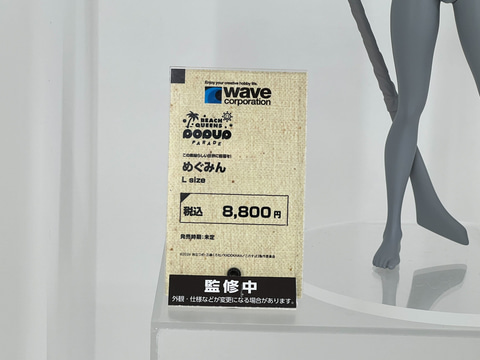 Enjoy your creative hobby life.
wave
corporation
BEACH
QUEENS
POPUP
PARADE
この素晴らしい世界に祝福を!
めぐみん
L size
税込 8,800円
発売時期:未定
監修中
外観・仕様などが変更になる場合があります。